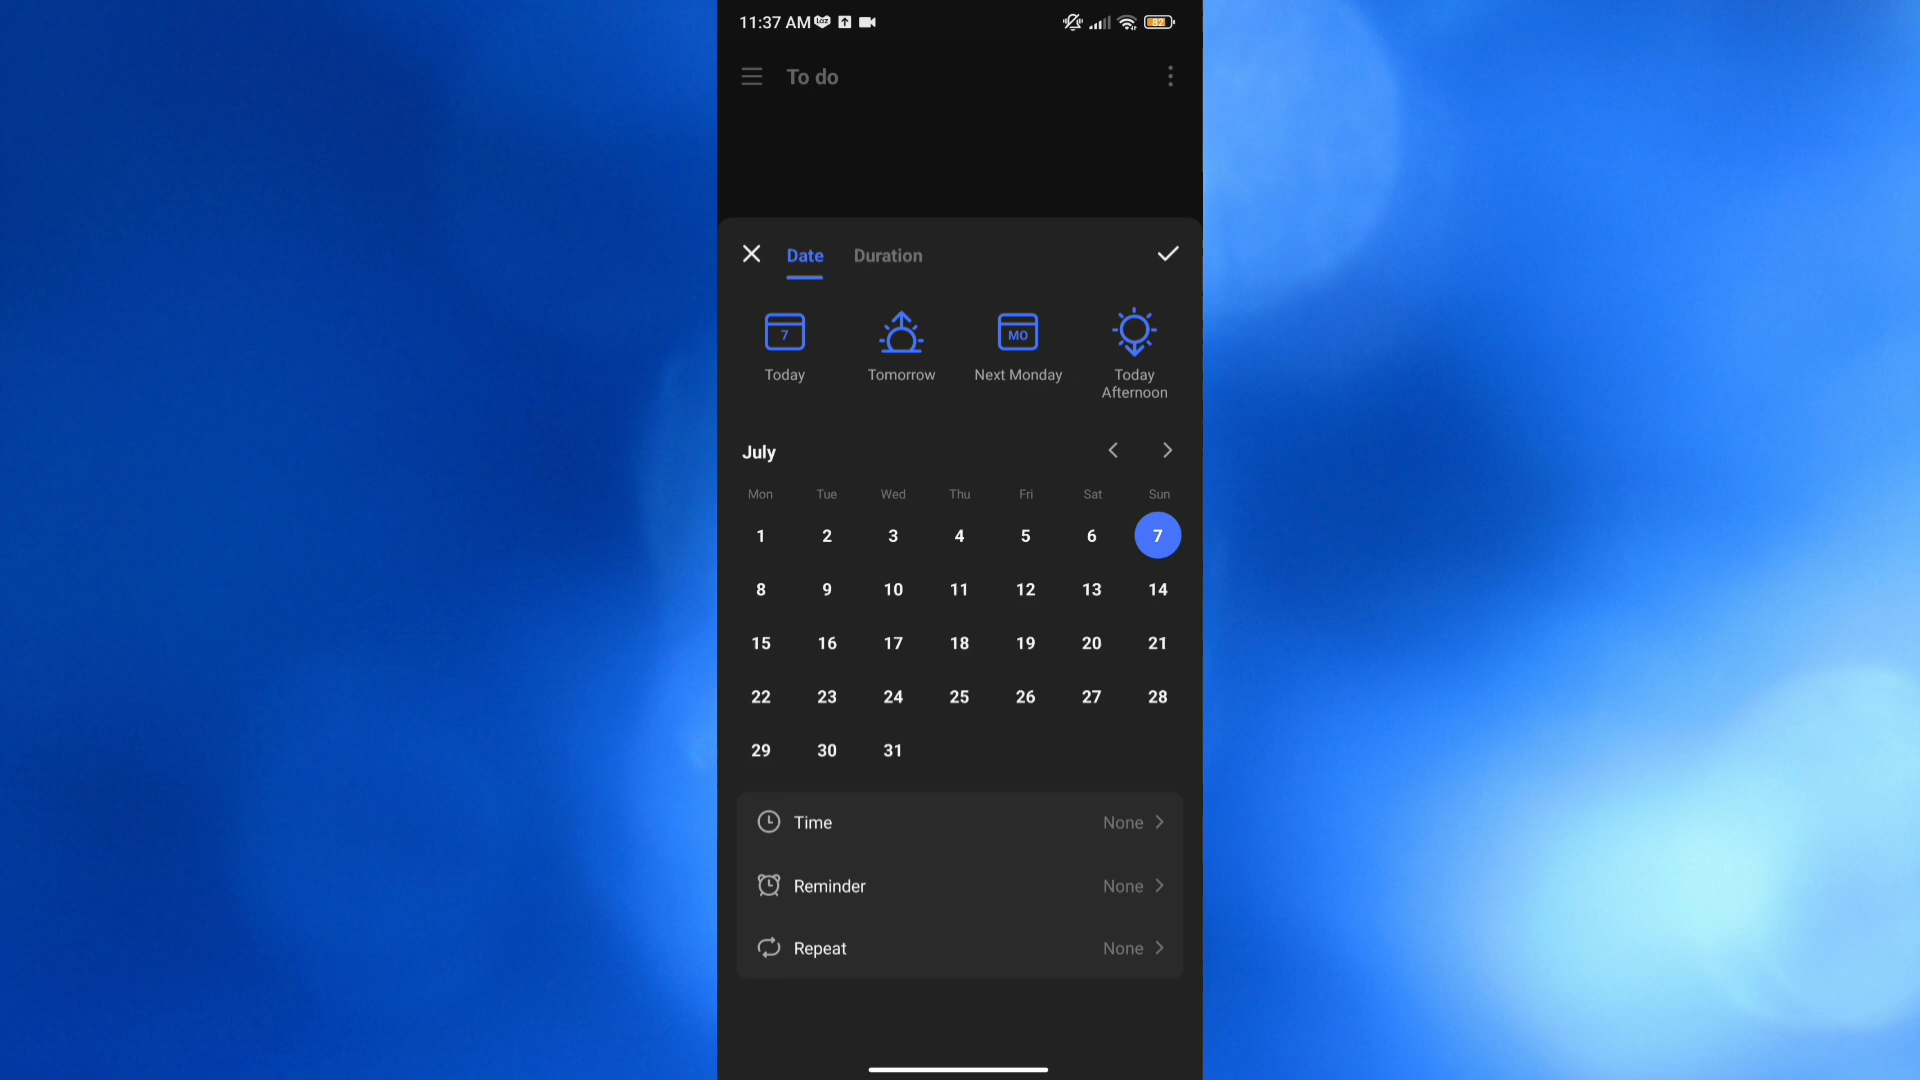 11:37 AM
82
To do
Date Duration
7 MO
Today Tomorrow Next Monday Today
Afternoon
July
Mon Tue Wed Thu Fri Sat Sun
1 2 3 4 5 6 7
8 9 10 11 12 13 14
15 16 17 18 19 20 21
22 23 24 25 26 27 28
29 30 31
Time None
Reminder None
Repeat None